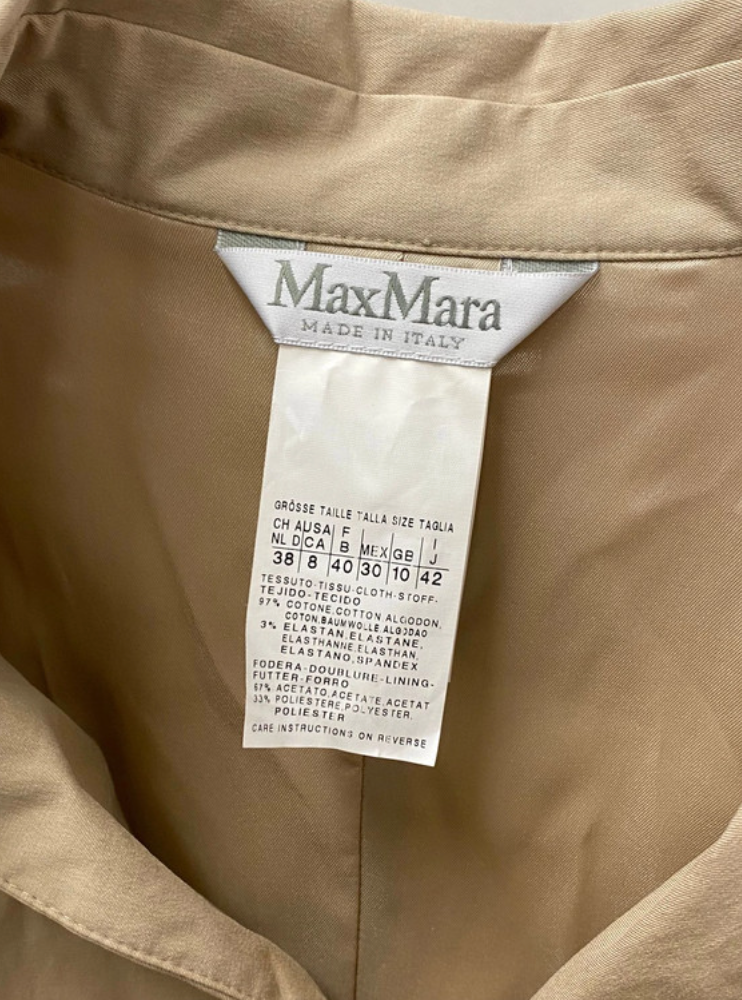 MaxMara
MADE IN ITALY
GRÖSSE TAILLE TALLA SIZE TAGLIA
CH A USA F I
NL D CA B MEX GB J
38 8 40 30 10 42
TESSUTO-TISSU-CLOTH-STOFF-
TEJIDO-TECIDO
97% COTONE,COTTON ALGODON,
COTON,BAUMWOLLE ALGODAO
3% ELASTAN,ELASTANE,
ELASTHANNE,ELASTHAN,
ELASTANO,SPANDEX
FODERA-DOUBLURE-LINING-
FUTTER-FORRO
67% ACETATO,ACETATE,ACETAT
33% POLIESTERE,POLYESTER,
POLIESTER
CARE INSTRUCTIONS ON REVERSE